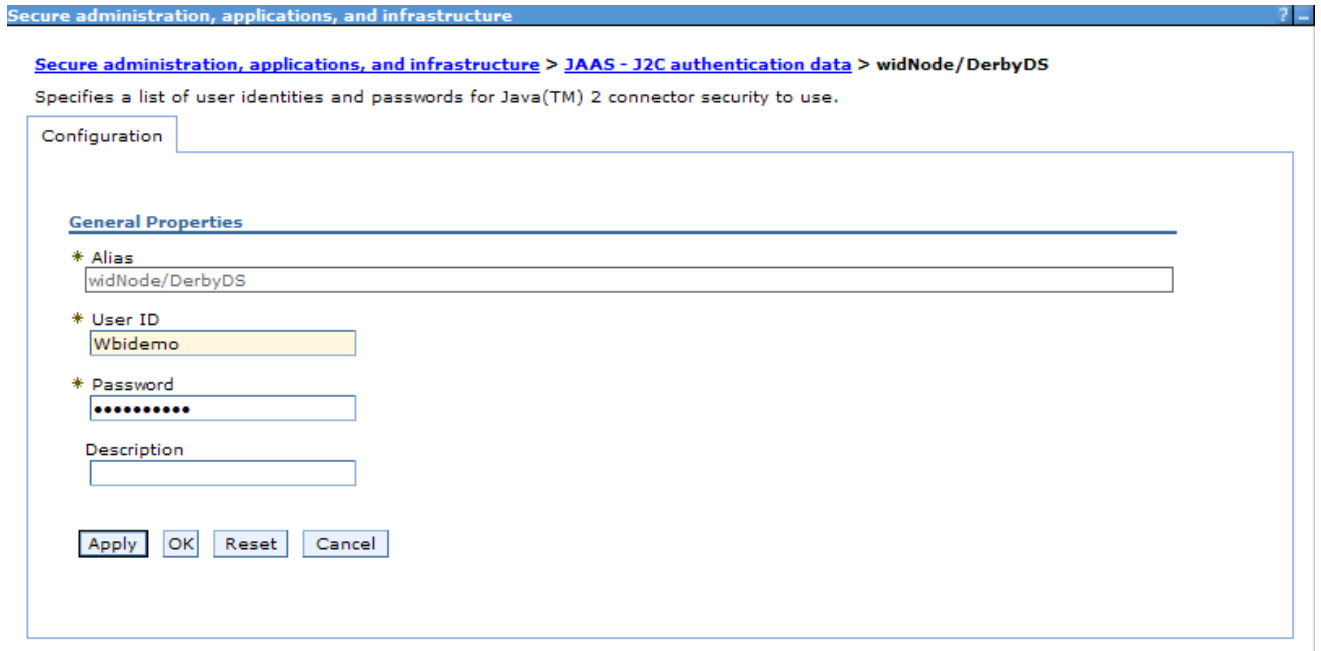 Secure administration, applications, and infrastructure ? –
Secure administration, applications, and infrastructure > JAAS - J2C authentication data > widNode/DerbyDS
Specifies a list of user identities and passwords for Java(TM) 2 connector security to use.
Configuration
General Properties
* Alias
widNode/DerbyDS
* User ID
Wbidemo
* Password
••••••••••
Description
Apply OK Reset Cancel